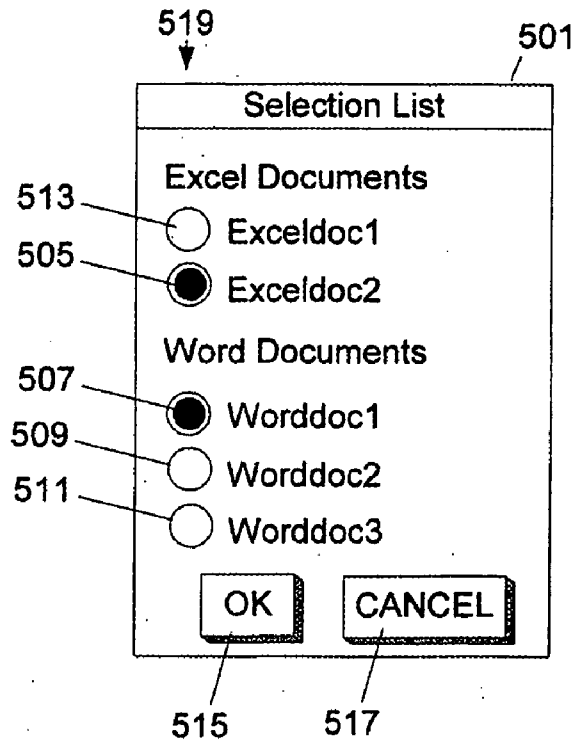 519
501
Selection List
Excel Documents
513
Exceldoc1
505
Exceldoc2
Word Documents
507
Worddoc1
509
Worddoc2
511
Worddoc3
OK
CANCEL
515
517